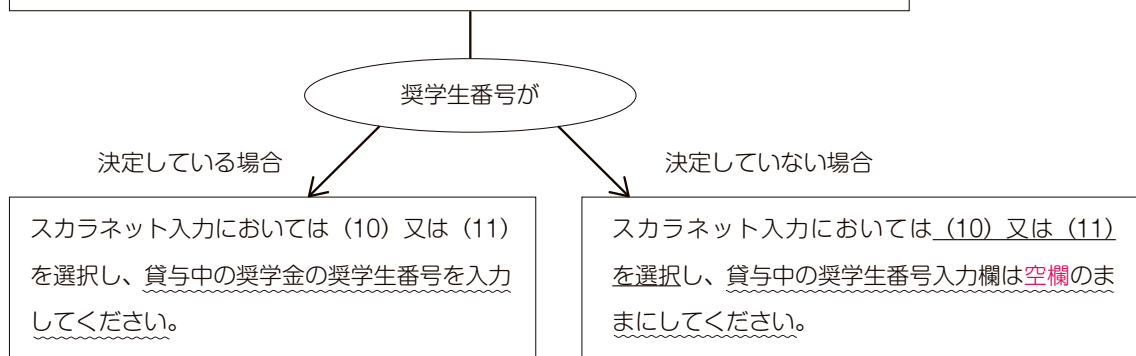 奨学生番号が
決定している場合
決定していない場合
スカラネット入力においては（10）又は（11）
を選択し、貸与中の奨学金の奨学生番号を入力
してください。
スカラネット入力においては（10）又は（11）
を選択し、貸与中の奨学生番号入力欄は空欄のま
まにしてください。